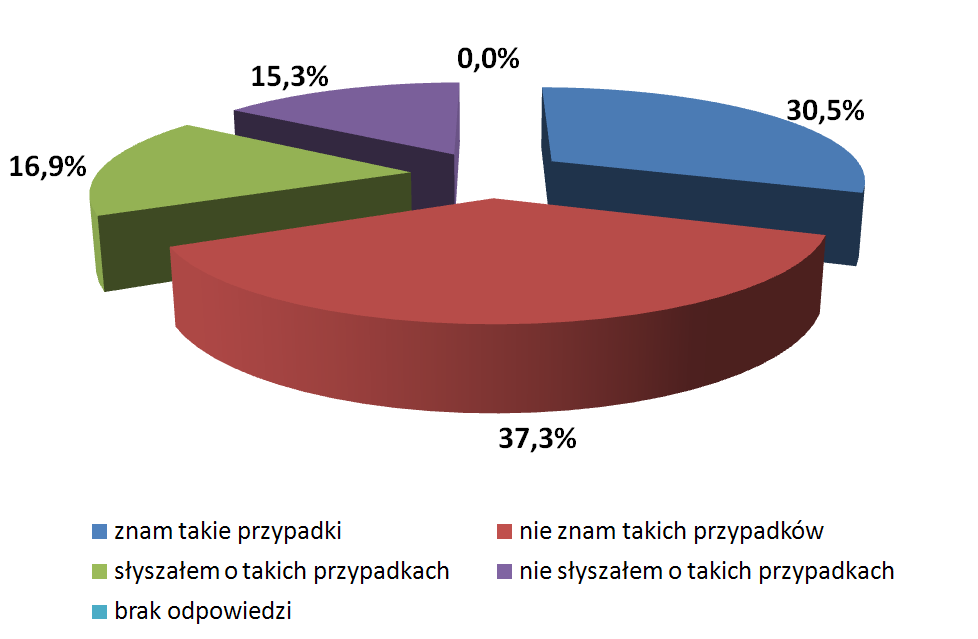 0,0%
15,3%
30,5%
16,9%
37,3%
znam takie przypadki
nie znam takich przypadków
słyszałem o takich przypadkach
nie słyszałem o takich przypadkach
brak odpowiedzi